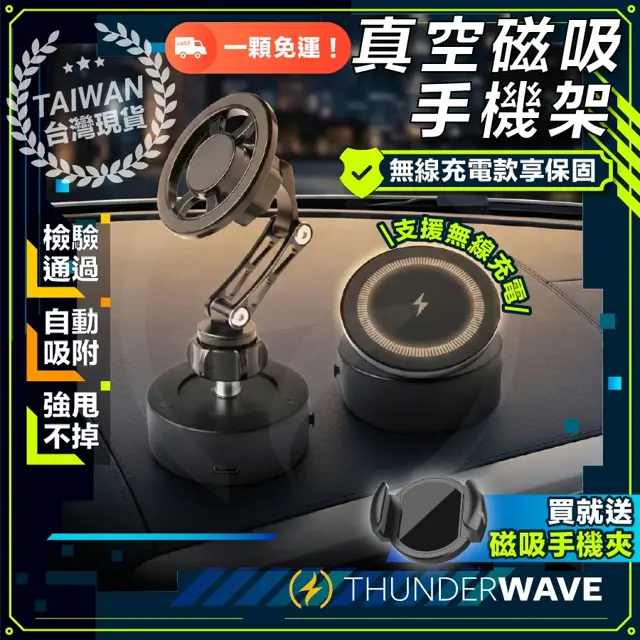 一顆免運！
真空磁吸
手機架
TAIWAN
台灣現貨
無線充電款享保固
支援無線充電
檢驗
通過
自動
吸附
強甩
不掉
買就送
磁吸手機夾
THUNDERWAVE